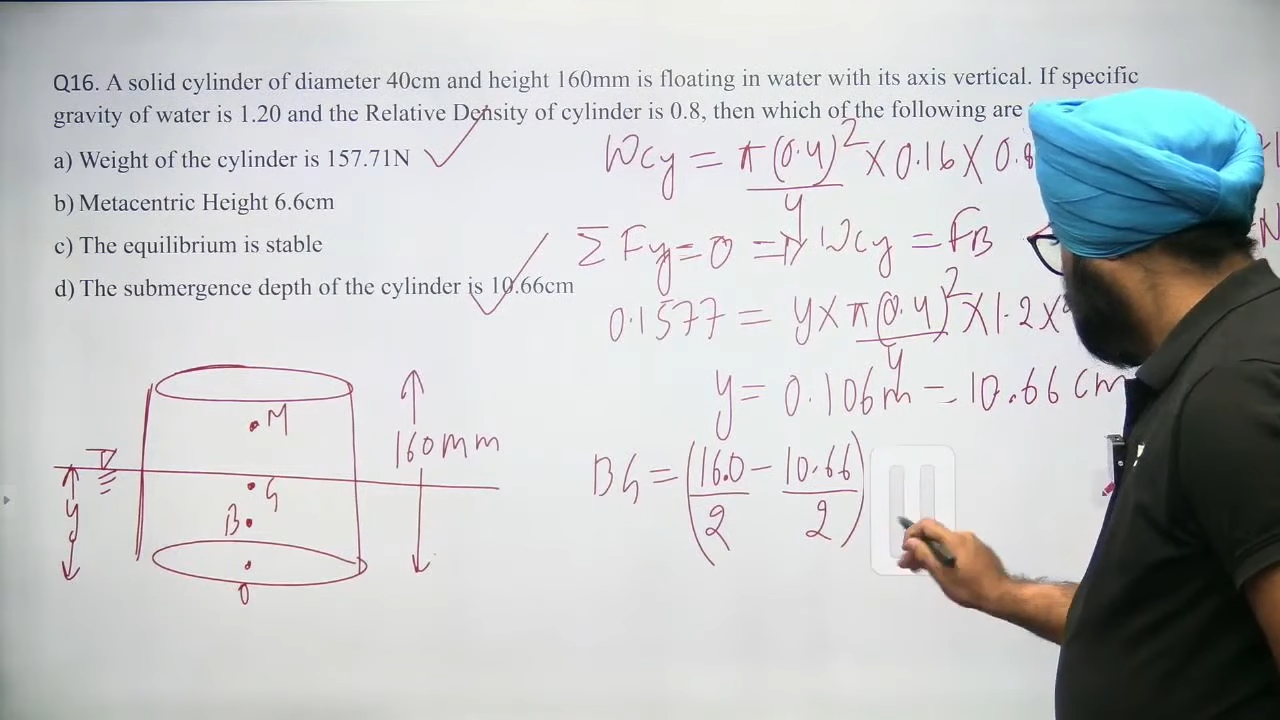 Q16. A solid cylinder of diameter 40cm and height 160mm is floating in water with its axis vertical. If specific
gravity of water is 1.20 and the Relative Density of cylinder is 0.8, then which of the following are
a) Weight of the cylinder is 157.71N
b) Metacentric Height 6.6cm
c) The equilibrium is stable
d) The submergence depth of the cylinder is 10.66cm
Wcy = π(0.4)²/4 × 0.16 × 0.8
ΣFy = 0 ⇒ Wcy = FB
0.1577 = y × π(0.4)²/4 × 1.2 ×
y = 0.106m = 10.66 cm
BG = (16.0/2 − 10.66/2)
M
G
B
O
y
160mm